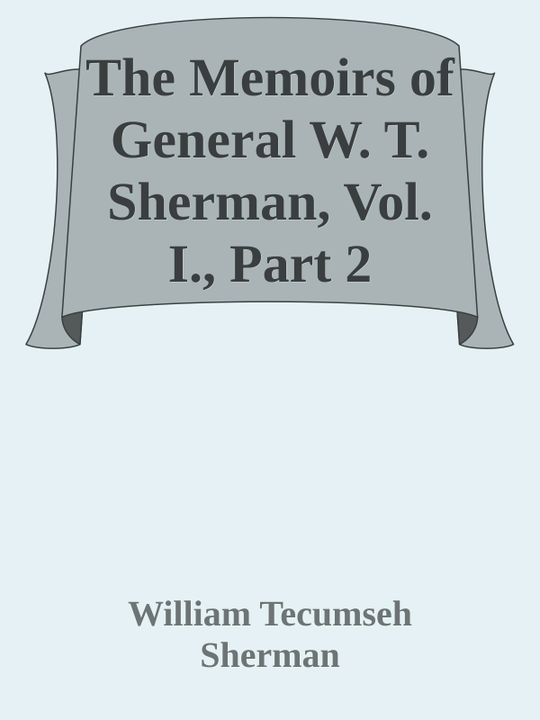 The Memoirs of
General W. T.
Sherman, Vol.
I., Part 2
William Tecumseh
Sherman